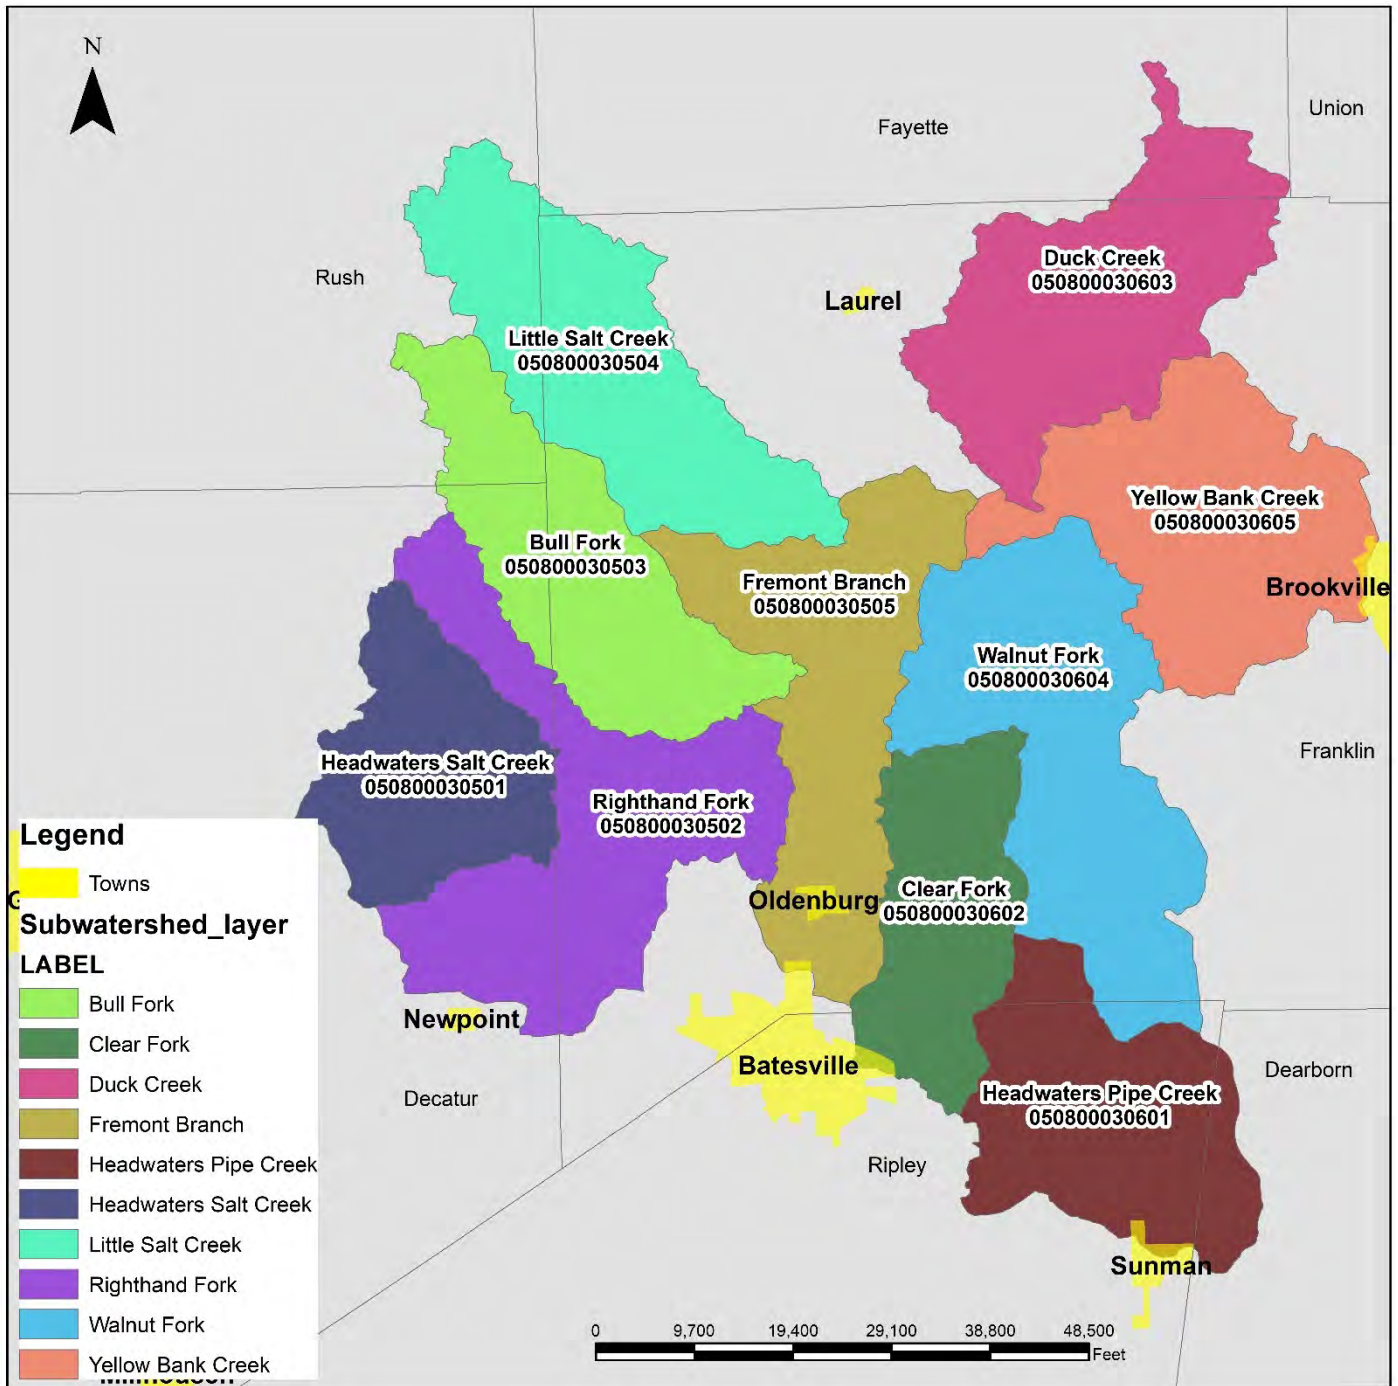 N
Fayette
Union
Rush
Duck Creek
050800030603
Laurel
Little Salt Creek
050800030504
Yellow Bank Creek
050800030605
Bull Fork
050800030503
Fremont Branch
050800030505
Brookville
Walnut Fork
050800030604
Franklin
Headwaters Salt Creek
050800030501
Righthand Fork
050800030502
Clear Fork
050800030602
Oldenburg
Newpoint
Batesville
Decatur
Dearborn
Headwaters Pipe Creek
050800030601
Ripley
Sunman
Legend
Towns
Subwatershed_layer
LABEL
Bull Fork
Clear Fork
Duck Creek
Fremont Branch
Headwaters Pipe Creek
Headwaters Salt Creek
Little Salt Creek
Righthand Fork
Walnut Fork
Yellow Bank Creek
0 9,700 19,400 29,100 38,800 48,500
Feet